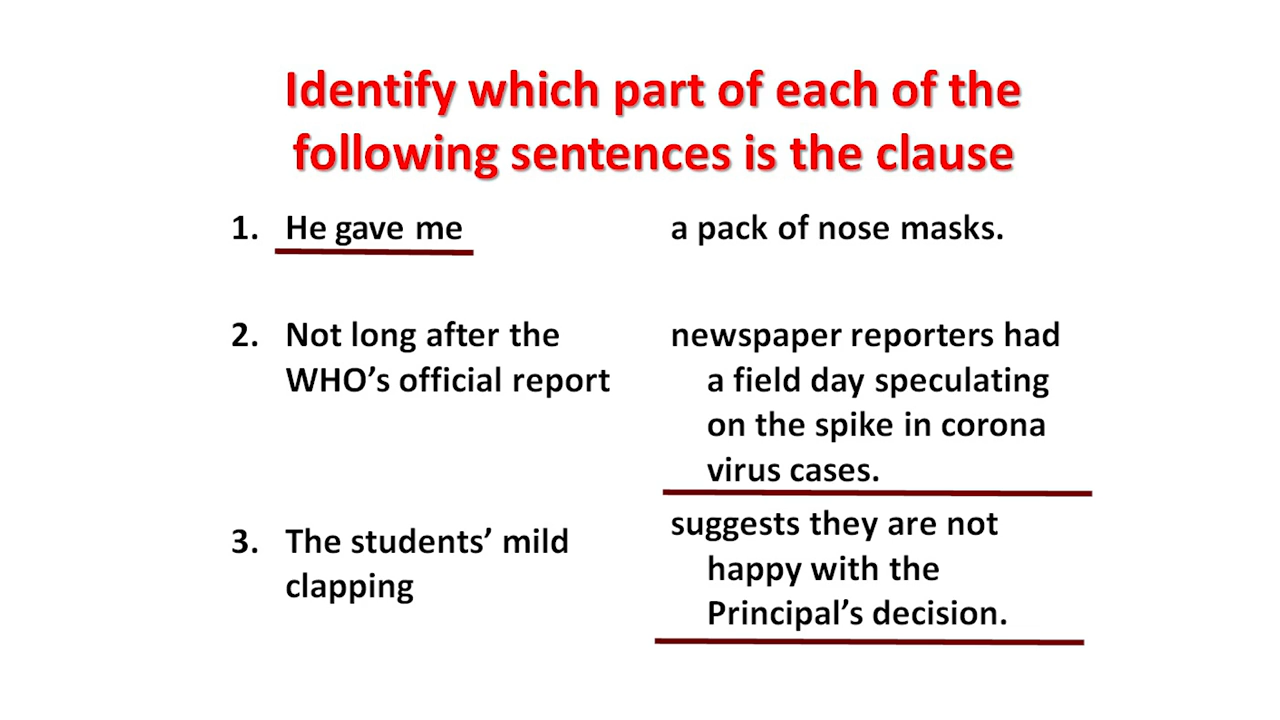 Identify which part of each of the
following sentences is the clause
1. He gave me
a pack of nose masks.
2. Not long after the
WHO’s official report
newspaper reporters had
a field day speculating
on the spike in corona
virus cases.
3. The students’ mild
clapping
suggests they are not
happy with the
Principal’s decision.